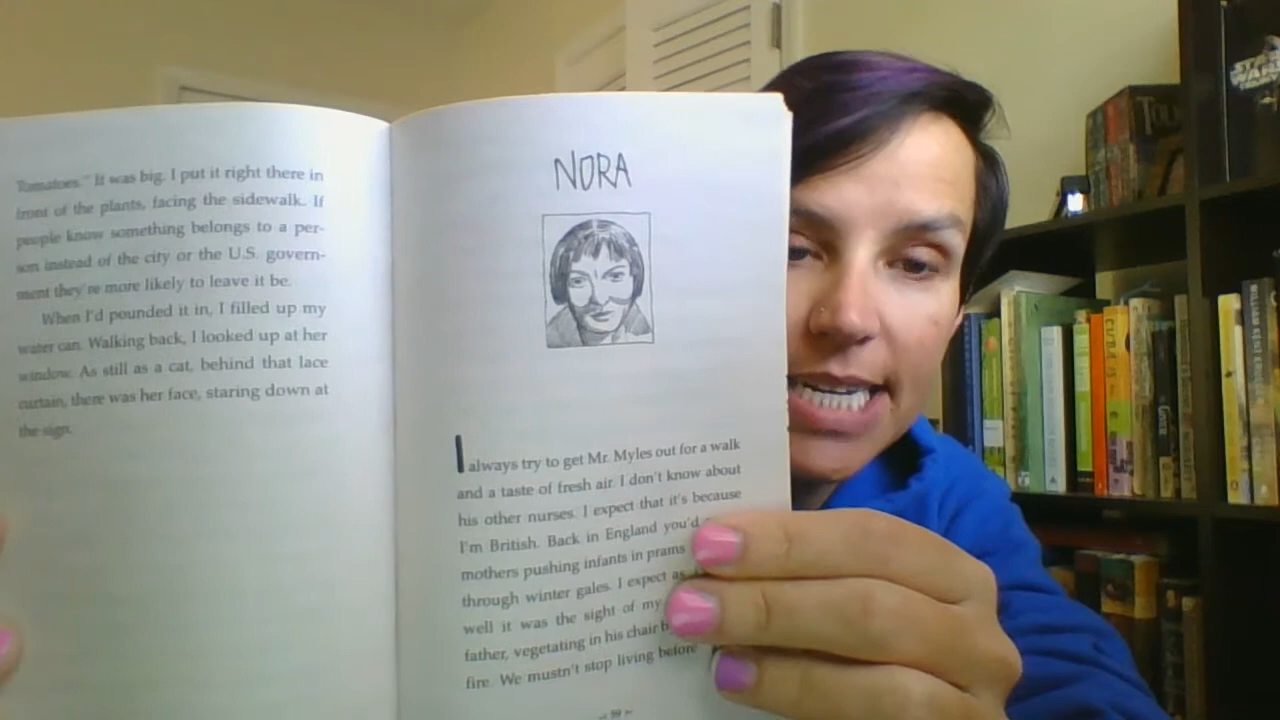 Tomatoes." It was big. I put it right there in
front of the plants, facing the sidewalk. If
people know something belongs to a per-
son instead of the city or the U.S. govern-
ment they're more likely to leave it be.
When I'd pounded it in, I filled up my
water can. Walking back, I looked up at her
window. As still as a cat, behind that lace
curtain, there was her face, staring down at
the sign.
NORA
I always try to get Mr. Myles out for a walk
and a taste of fresh air. I don't know about
his other nurses. I expect that it's because
I'm British. Back in England you'd
mothers pushing infants in prams
through winter gales. I expect as
well it was the sight of my
father, vegetating in his chair
fire. We mustn't stop living before
59
STAR
WARS
CUBA